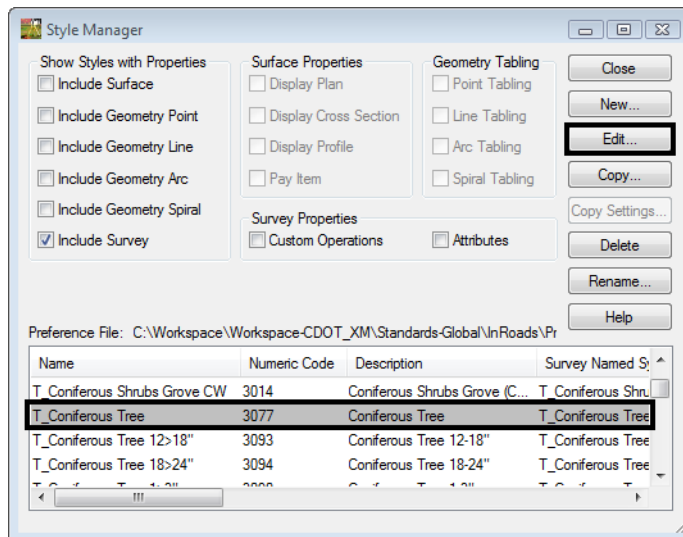 Style Manager
Show Styles with Properties
Include Surface
Include Geometry Point
Include Geometry Line
Include Geometry Arc
Include Geometry Spiral
Include Survey
Surface Properties
Display Plan
Display Cross Section
Display Profile
Pay Item
Geometry Tabling
Point Tabling
Line Tabling
Arc Tabling
Spiral Tabling
Survey Properties
Custom Operations
Attributes
Close
New...
Edit...
Copy...
Copy Settings...
Delete
Rename...
Help
Preference File: C:\Workspace\Workspace-CDOT_XM\Standards-Global\InRoads\Pr
Name Numeric Code Description Survey Named Sy
T_Coniferous Shrubs Grove CW 3014 Coniferous Shrubs Grove (C... T_Coniferous Shru
T_Coniferous Tree 3077 Coniferous Tree T_Coniferous Tree
T_Coniferous Tree 12>18" 3093 Coniferous Tree 12-18" T_Coniferous Tree
T_Coniferous Tree 18>24" 3094 Coniferous Tree 18-24" T_Coniferous Tree